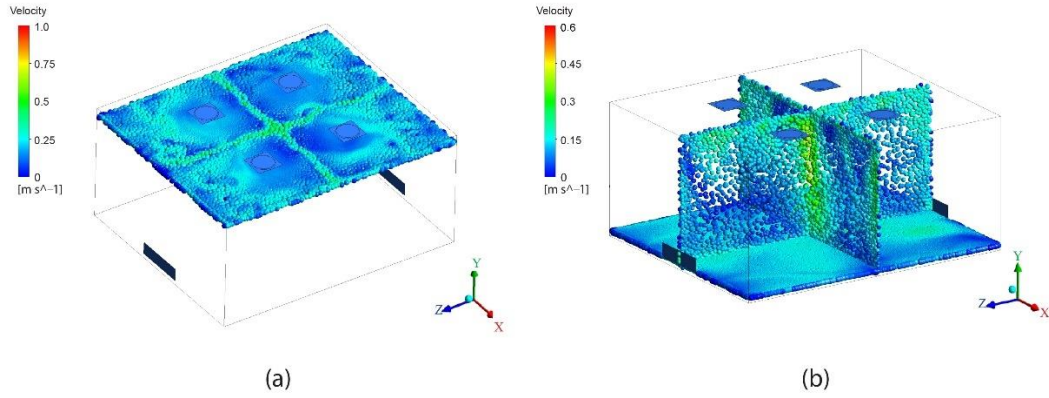 Velocity
1.0
0.75
0.5
0.25
0
[m s^-1]
Y
Z
X
(a)
Velocity
0.6
0.45
0.3
0.15
0
[m s^-1]
Y
Z
X
(b)